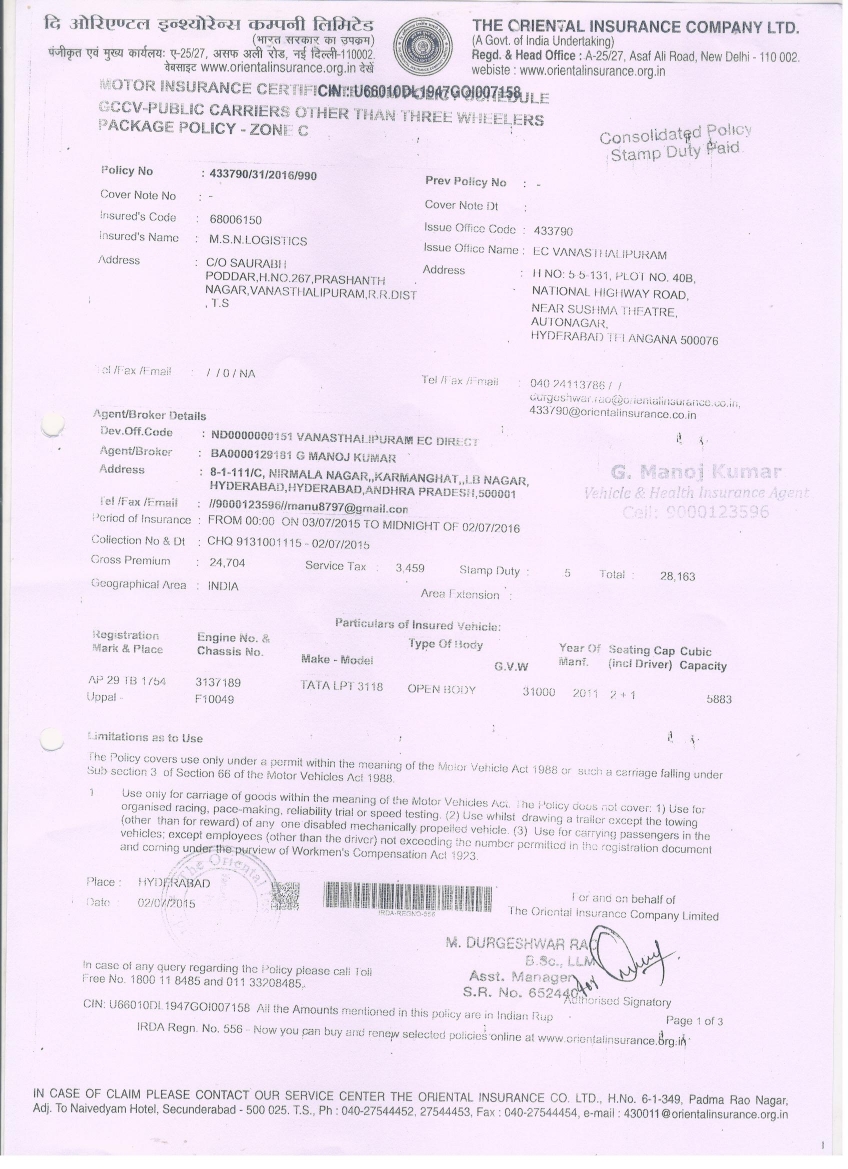 दि ओरिएण्टल इन्श्योरेन्स कम्पनी लिमिटेड
(भारत सरकार का उपक्रम)
पंजीकृत एवं मुख्य कार्यालय: ए-25/27, असफ अली रोड, नई दिल्ली-110002.
वेबसाइट www.orientalinsurance.org.in देखें
THE ORIENTAL INSURANCE COMPANY LTD.
(A Govt. of India Undertaking)
Regd. & Head Office : A-25/27, Asaf Ali Road, New Delhi - 110 002.
webiste : www.orientalinsurance.org.in
MOTOR INSURANCE CERTIFI
CIN: U66010DL1947GOI007158
GCCV-PUBLIC CARRIERS OTHER THAN THREE WHEELERS
PACKAGE POLICY - ZONE C
Consolidated Policy
Stamp Duty Paid
Policy No : 433790/31/2016/990
Prev Policy No : -
Cover Note No : -
Cover Note Dt :
Insured's Code : 68006150
Issue Office Code : 433790
Insured's Name : M.S.N.LOGISTICS
Issue Office Name : EC VANASTHALIPURAM
Address : C/O SAURABH
PODDAR,H.NO.267,PRASHANTH
NAGAR,VANASTHALIPURAM,R.R.DIST
, T.S
Address : H NO: 5-5-131, PLOT NO. 40B,
NATIONAL HIGHWAY ROAD,
NEAR SUSHMA THEATRE,
AUTONAGAR,
HYDERABAD TELANGANA 500076
Tel /Fax /Email : / / 0 / NA
Tel /Fax /Email : 040 24113786 / /
durgeshwar.rao@orientalinsurance.co.in,
433790@orientalinsurance.co.in
Agent/Broker Details
Dev.Off.Code : ND0000000151 VANASTHALIPURAM EC DIRECT
Agent/Broker : BA0000129181 G MANOJ KUMAR
Address : 8-1-111/C, NIRMALA NAGAR,,KARMANGHAT,,LB NAGAR,
HYDERABAD,HYDERABAD,ANDHRA PRADESH,500001
Tel /Fax /Email : //9000123596//manu8797@gmail.con
G. Manoj Kumar
Vehicle & Health Insurance Agent
Cell: 9000123596
Period of Insurance : FROM 00:00 ON 03/07/2015 TO MIDNIGHT OF 02/07/2016
Collection No & Dt : CHQ 9131001115 - 02/07/2015
Gross Premium : 24,704 Service Tax : 3,459 Stamp Duty : 5 Total : 28,163
Geographical Area : INDIA Area Extension :
Particulars of Insured Vehicle:
Registration Mark & Place Engine No. & Chassis No. Make - Model Type Of Body G.V.W Year Of Manf. Seating Cap (incl Driver) Cubic Capacity
AP 29 TB 1754 3137189 TATA LPT 3118 OPEN BODY 31000 2011 2 + 1 5883
Uppal - F10049
Limitations as to Use
The Policy covers use only under a permit within the meaning of the Motor Vehicle Act 1988 or such a carriage falling under
Sub section 3 of Section 66 of the Motor Vehicles Act 1988.
1 Use only for carriage of goods within the meaning of the Motor Vehicles Act. The Policy does not cover: 1) Use for
organised racing, pace-making, reliability trial or speed testing. (2) Use whilst drawing a trailer except the towing
(other than for reward) of any one disabled mechanically propelled vehicle. (3) Use for carrying passengers in the
vehicles; except employees (other than the driver) not exceeding the number permitted in the registration document
and coming under the purview of Workmen's Compensation Act 1923.
The Oriental
Place : HYDERABAD
Date : 02/07/2015
IRDA-REGNO-556
For and on behalf of
The Oriental Insurance Company Limited
M. DURGESHWAR RAO
B.Sc., LLM
Asst. Manager
S.R. No. 652440
for
Authorised Signatory
In case of any query regarding the Policy please call Toll
Free No. 1800 11 8485 and 011 33208485.
CIN: U66010DL1947GOI007158 All the Amounts mentioned in this policy are in Indian Rup
Page 1 of 3
IRDA Regn. No. 556 - Now you can buy and renew selected policies online at www.orientalinsurance.org.in
IN CASE OF CLAIM PLEASE CONTACT OUR SERVICE CENTER THE ORIENTAL INSURANCE CO. LTD., H.No. 6-1-349, Padma Rao Nagar,
Adj. To Naivedyam Hotel, Secunderabad - 500 025. T.S., Ph : 040-27544452, 27544453, Fax : 040-27544454, e-mail : 430011@orientalinsurance.org.in